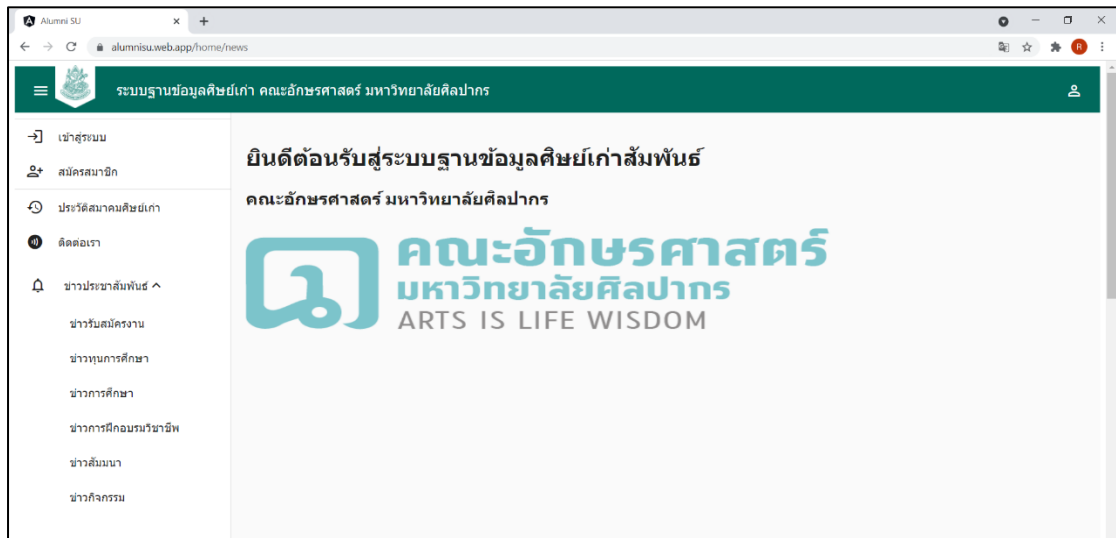 Alumni SU
alumnisu.web.app/home/news
R
ระบบฐานข้อมูลศิษย์เก่า คณะอักษรศาสตร์ มหาวิทยาลัยศิลปากร
เข้าสู่ระบบ
สมัครสมาชิก
ประวัติสมาคมศิษย์เก่า
ติดต่อเรา
ข่าวประชาสัมพันธ์
ข่าวรับสมัครงาน
ข่าวทุนการศึกษา
ข่าวการศึกษา
ข่าวการฝึกอบรมวิชาชีพ
ข่าวสัมมนา
ข่าวกิจกรรม
ยินดีต้อนรับสู่ระบบฐานข้อมูลศิษย์เก่าสัมพันธ์
คณะอักษรศาสตร์ มหาวิทยาลัยศิลปากร
คณะอักษรศาสตร์
มหาวิทยาลัยศิลปากร
ARTS IS LIFE WISDOM